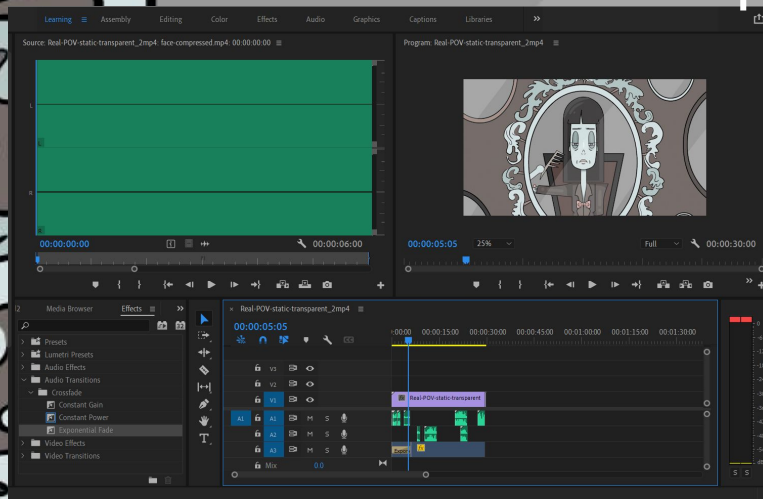 Learning Assembly Editing Color Effects Audio Graphics Captions Libraries
Source: Real-POV-static-transparent_2mp4: face-compressed.mp4: 00:00:00:00
Program: Real-POV-static-transparent_2mp4
L
R
00:00:00:00 00:00:06:00
00:00:05:05 25% Full 00:00:30:00
Media Browser Effects
Presets
Lumetri Presets
Audio Effects
Audio Transitions
Crossfade
Constant Gain
Constant Power
Exponential Fade
Video Effects
Video Transitions
× Real-POV-static-transparent_2mp4
00:00:05:05
:00:00 00:00:15:00 00:00:30:00 00:00:45:00 00:01:00:00 00:01:15:00 00:01:30:00
V3
V2
V1 Real-POV-static-transparent
A1 A1 M S
A2 M S
A3 M S
Mix 0.0
S S